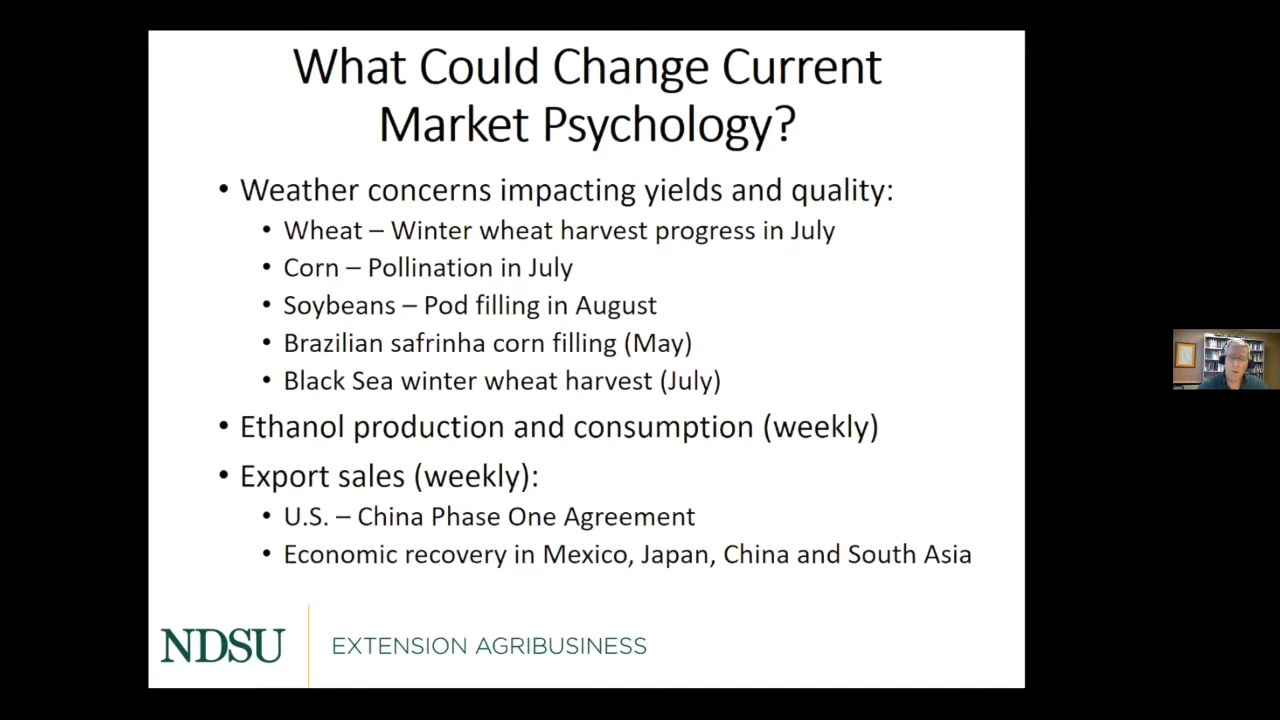 What Could Change Current
Market Psychology?
• Weather concerns impacting yields and quality:
• Wheat – Winter wheat harvest progress in July
• Corn – Pollination in July
• Soybeans – Pod filling in August
• Brazilian safrinha corn filling (May)
• Black Sea winter wheat harvest (July)
• Ethanol production and consumption (weekly)
• Export sales (weekly):
• U.S. – China Phase One Agreement
• Economic recovery in Mexico, Japan, China and South Asia
NDSU
EXTENSION AGRIBUSINESS